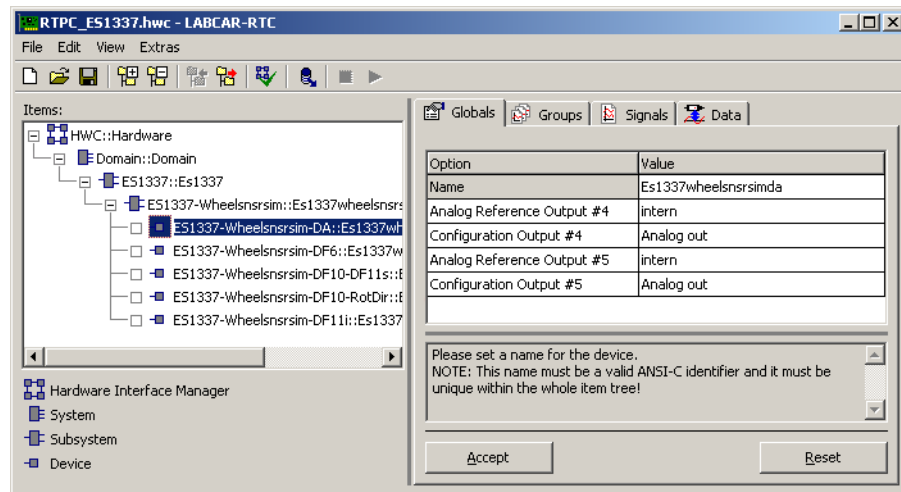 RTPC_ES1337.hwc - LABCAR-RTC
File Edit View Extras
Items:
HWC::Hardware
Domain::Domain
ES1337::Es1337
ES1337-Wheelsnsrsim::Es1337wheelsnsrs
ES1337-Wheelsnsrsim-DA::Es1337wh
ES1337-Wheelsnsrsim-DF6::Es1337w
ES1337-Wheelsnsrsim-DF10-DF11s::E
ES1337-Wheelsnsrsim-DF10-RotDir::E
ES1337-Wheelsnsrsim-DF11i::Es1337
Hardware Interface Manager
System
Subsystem
Device
Globals Groups Signals Data
Option Value
Name Es1337wheelsnsrsimda
Analog Reference Output #4 intern
Configuration Output #4 Analog out
Analog Reference Output #5 intern
Configuration Output #5 Analog out
Please set a name for the device.
NOTE: This name must be a valid ANSI-C identifier and it must be
unique within the whole item tree!
Accept Reset